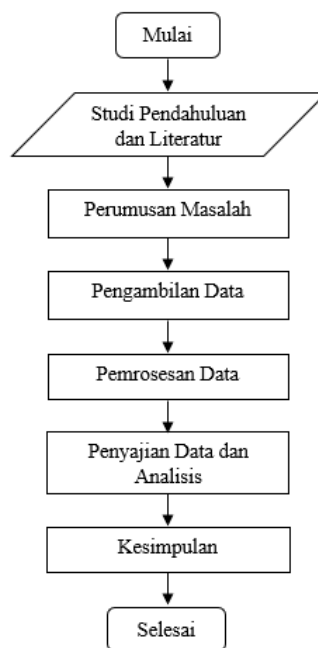 Mulai
Studi Pendahuluan
dan Literatur
Perumusan Masalah
Pengambilan Data
Pemrosesan Data
Penyajian Data dan
Analisis
Kesimpulan
Selesai